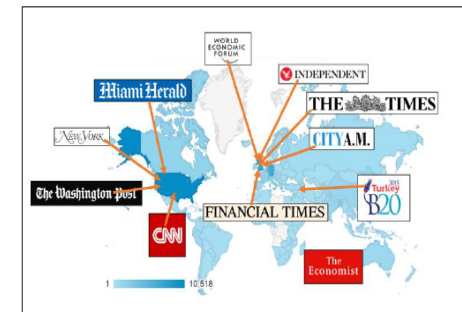 WORLD
ECONOMIC
FORUM
INDEPENDENT
Miami Herald
THE TIMES
NEW YORK
CITY A.M.
The Washington Post
2015
Turkey
B20
FINANCIAL TIMES
CNN
The
Economist
1
10,518